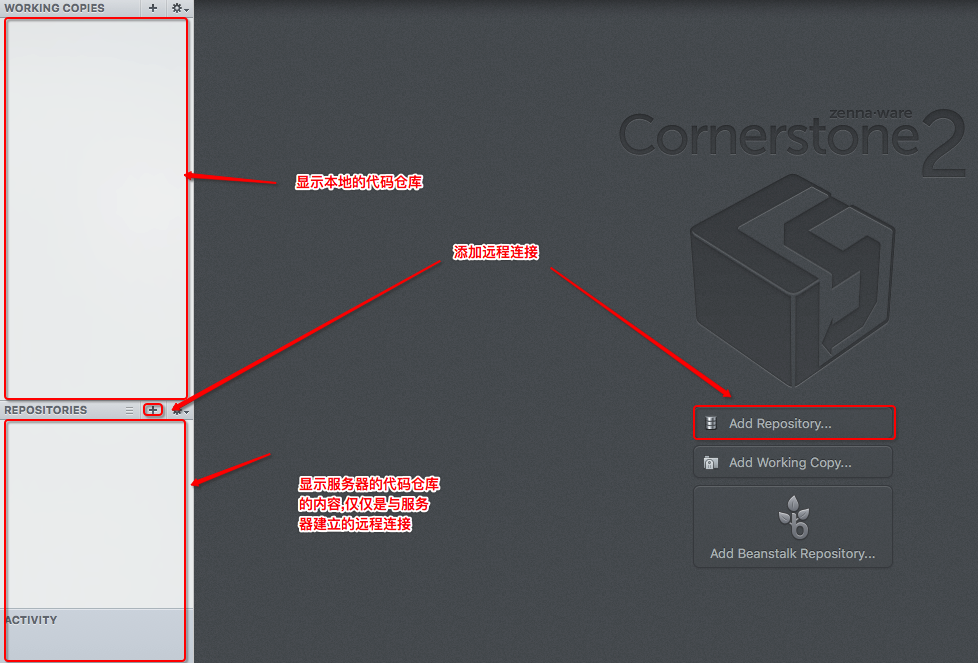 WORKING COPIES
zenna-ware
Cornerstone 2
显示本地的代码仓库
添加远程连接
REPOSITORIES
Add Repository...
Add Working Copy...
显示服务器的代码仓库
的内容,仅仅是与服务
器建立的远程连接
Add Beanstalk Repository...
ACTIVITY